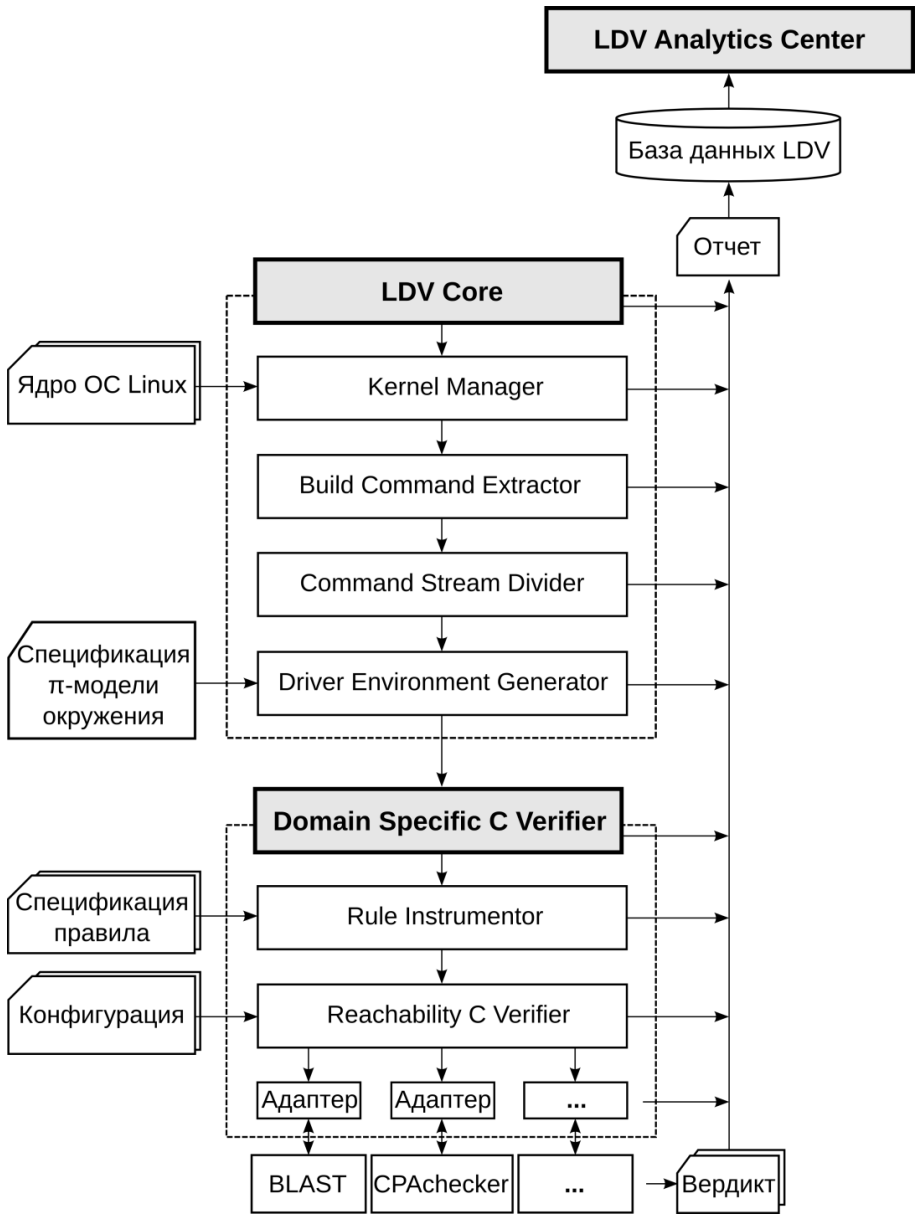 LDV Analytics Center
База данных LDV
Отчет
LDV Core
Ядро ОС Linux
Kernel Manager
Build Command Extractor
Command Stream Divider
Спецификация
π-модели
окружения
Driver Environment Generator
Domain Specific C Verifier
Спецификация
правила
Rule Instrumentor
Конфигурация
Reachability C Verifier
Адаптер
Адаптер
...
BLAST
CPAchecker
...
Вердикт